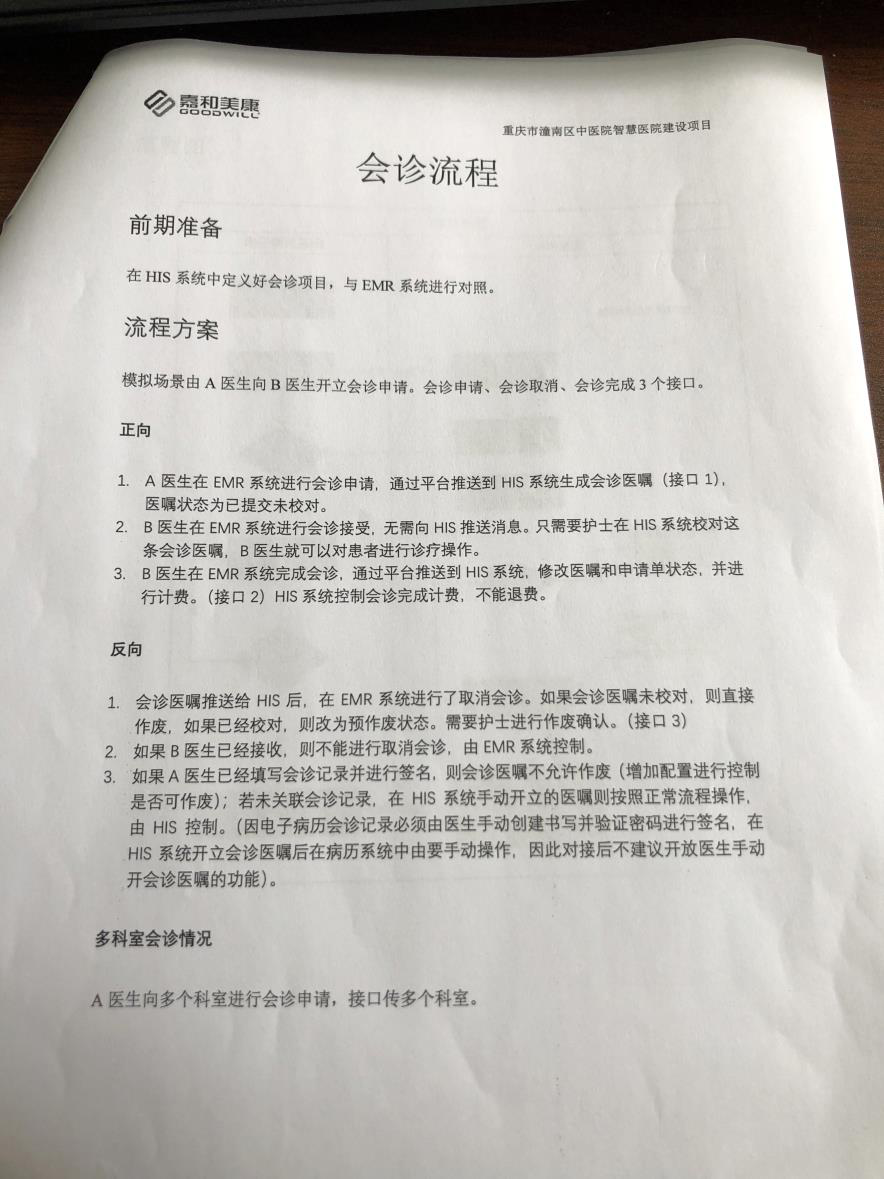 嘉和美康
GOODWILL
重庆市潼南区中医院智慧医院建设项目
会诊流程
前期准备
在 HIS 系统中定义好会诊项目，与 EMR 系统进行对照。
流程方案
模拟场景由 A 医生向 B 医生开立会诊申请。会诊申请、会诊取消、会诊完成 3 个接口。
正向
1. A 医生在 EMR 系统进行会诊申请，通过平台推送到 HIS 系统生成会诊医嘱（接口 1），
医嘱状态为已提交未校对。
2. B 医生在 EMR 系统进行会诊接受，无需向 HIS 推送消息。只需要护士在 HIS 系统校对这
条会诊医嘱，B 医生就可以对患者进行诊疗操作。
3. B 医生在 EMR 系统完成会诊，通过平台推送到 HIS 系统，修改医嘱和申请单状态，并进
行计费。（接口 2）HIS 系统控制会诊完成计费，不能退费。
反向
1. 会诊医嘱推送给 HIS 后，在 EMR 系统进行了取消会诊。如果会诊医嘱未校对，则直接
作废，如果已经校对，则改为预作废状态。需要护士进行作废确认。（接口 3）
2. 如果 B 医生已经接收，则不能进行取消会诊，由 EMR 系统控制。
3. 如果 A 医生已经填写会诊记录并进行签名，则会诊医嘱不允许作废（增加配置进行控制
是否可作废）；若未关联会诊记录，在 HIS 系统手动开立的医嘱则按照正常流程操作，
由 HIS 控制。（因电子病历会诊记录必须由医生手动创建书写并验证密码进行签名，在
HIS 系统开立会诊医嘱后在病历系统中由要手动操作，因此对接后不建议开放医生手动
开会诊医嘱的功能）。
多科室会诊情况
A 医生向多个科室进行会诊申请，接口传多个科室。